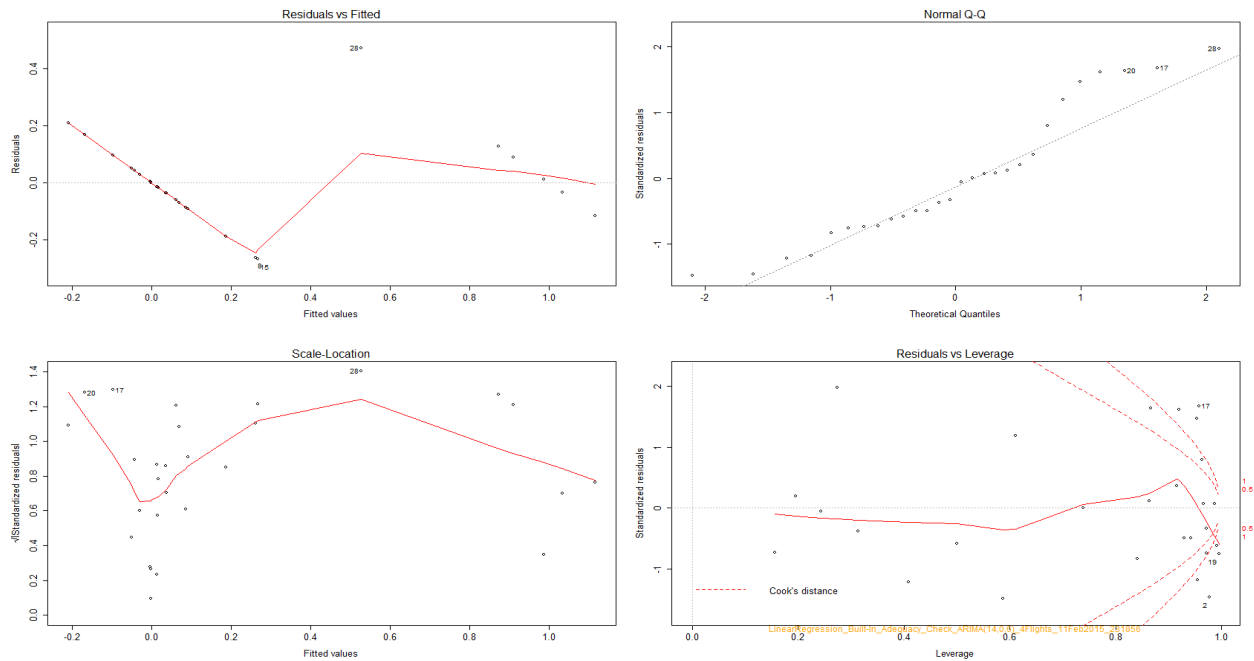 Residuals vs Fitted
Residuals
-0.2 0.0 0.2 0.4
28
15
-0.2 0.0 0.2 0.4 0.6 0.8 1.0
Fitted values
Normal Q-Q
Standardized residuals
-1 0 1 2
28
17
20
-2 -1 0 1 2
Theoretical Quantiles
Scale-Location
√|Standardized residuals|
0.0 0.2 0.4 0.6 0.8 1.0 1.2 1.4
28
20
17
-0.2 0.0 0.2 0.4 0.6 0.8 1.0
Fitted values
Residuals vs Leverage
Standardized residuals
-1 0 1 2
17
1
0.5
0.5
1
19
2
Cook's distance
0.0 0.2 0.4 0.6 0.8 1.0
Leverage